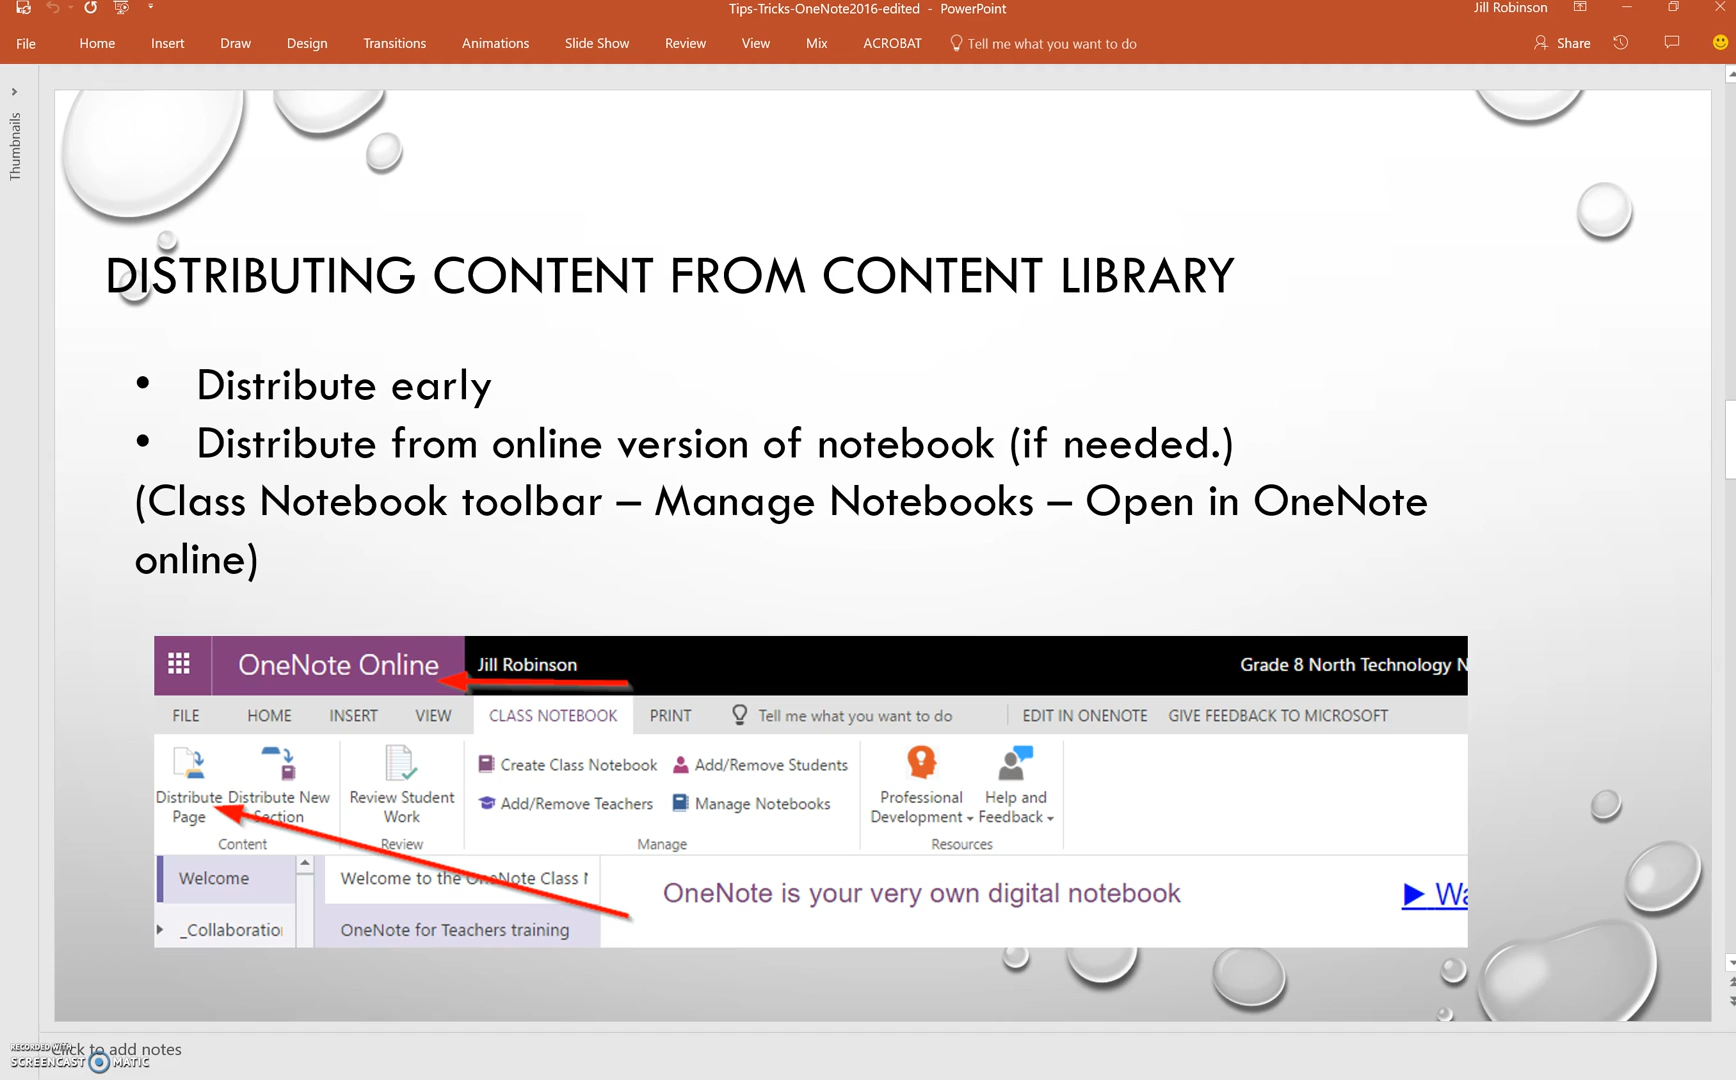 Tips-Tricks-OneNote2016-edited - PowerPoint
Jill Robinson
File Home Insert Draw Design Transitions Animations Slide Show Review View Mix ACROBAT Tell me what you want to do Share
Thumbnails
DISTRIBUTING CONTENT FROM CONTENT LIBRARY
• Distribute early
• Distribute from online version of notebook (if needed.)
(Class Notebook toolbar – Manage Notebooks – Open in OneNote
online)
OneNote Online Jill Robinson Grade 8 North Technology N
FILE HOME INSERT VIEW CLASS NOTEBOOK PRINT Tell me what you want to do EDIT IN ONENOTE GIVE FEEDBACK TO MICROSOFT
Create Class Notebook Add/Remove Students
Distribute Distribute New Review Student Add/Remove Teachers Manage Notebooks Professional Help and
Page Section Work Development Feedback
Content Review Manage Resources
Welcome Welcome to the OneNote Class N
OneNote is your very own digital notebook ▶ Wa
_Collaboration OneNote for Teachers training
Click to add notes
RECORDED WITH
SCREENCAST MATIC